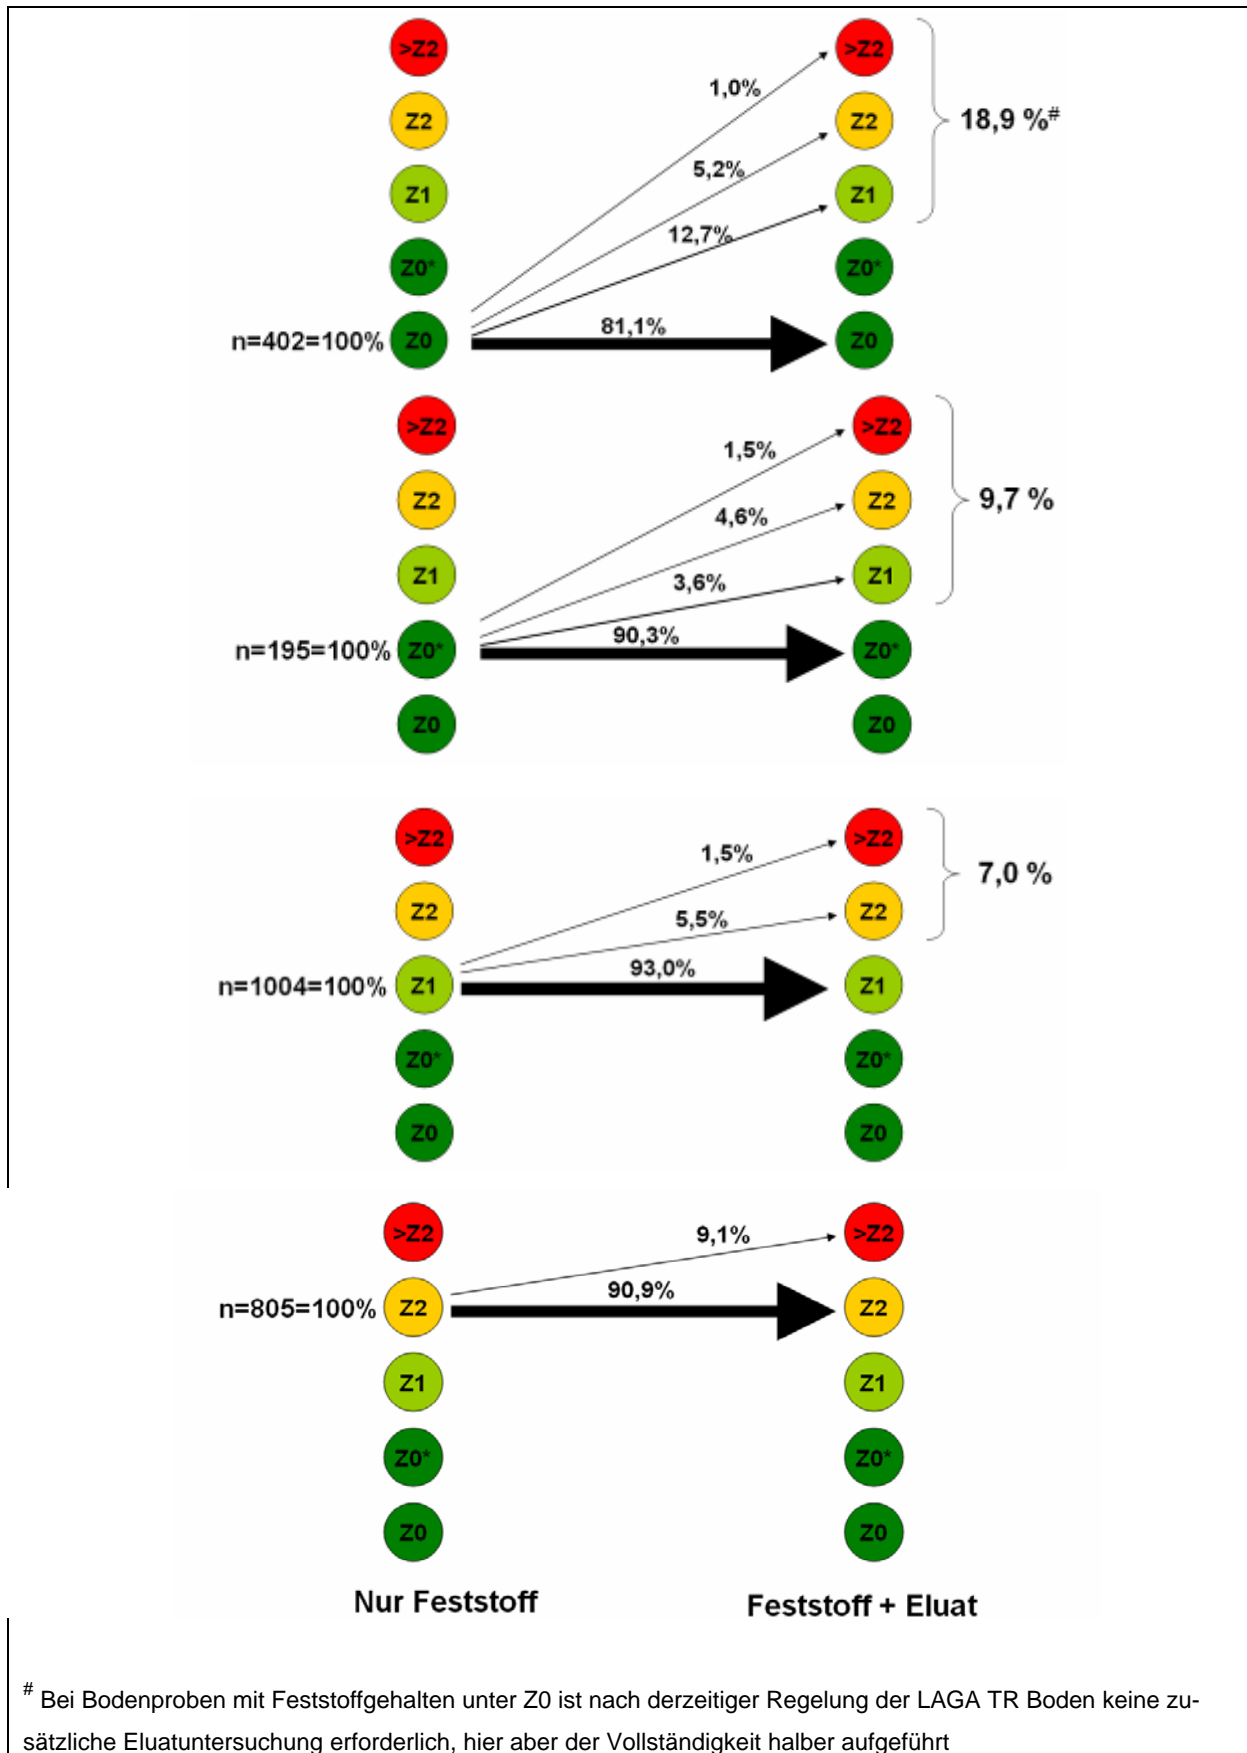 >Z2 >Z2
1,0%
Z2 Z2 18,9 %#
5,2%
Z1 Z1
12,7%
Z0* Z0*
81,1%
n=402=100% Z0 Z0
>Z2 >Z2
1,5%
Z2 Z2 9,7 %
4,6%
Z1 Z1
3,6%
90,3%
n=195=100% Z0* Z0*
Z0 Z0
>Z2 >Z2
1,5%
7,0 %
Z2 Z2
5,5%
93,0%
n=1004=100% Z1 Z1
Z0* Z0*
Z0 Z0
>Z2 >Z2
9,1%
90,9%
n=805=100% Z2 Z2
Z1 Z1
Z0* Z0*
Z0 Z0
Nur Feststoff Feststoff + Eluat
# Bei Bodenproben mit Feststoffgehalten unter Z0 ist nach derzeitiger Regelung der LAGA TR Boden keine zu-
sätzliche Eluatuntersuchung erforderlich, hier aber der Vollständigkeit halber aufgeführt